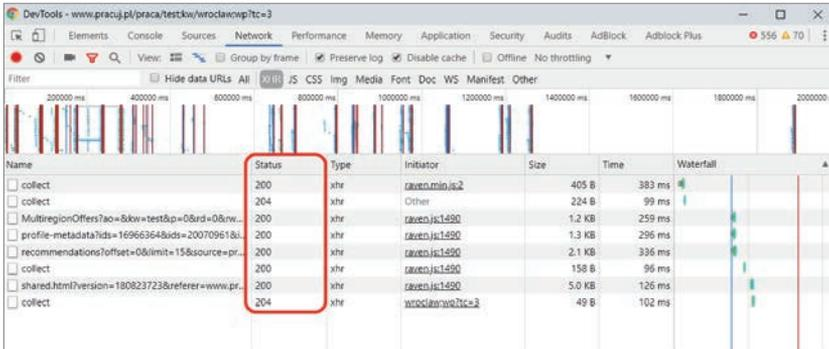 DevTools - www.pracuj.pl/praca/test;kw/wroclaw;wp?tc=3
Elements Console Sources Network Performance Memory Application Security Audits AdBlock Adblock Plus 556 70
View: Group by frame Preserve log Disable cache Offline No throttling
Filter Hide data URLs All XHR JS CSS Img Media Font Doc WS Manifest Other
200000 ms 400000 ms 600000 ms 800000 ms 1000000 ms 1200000 ms 1400000 ms 1600000 ms 1800000 ms 2000000
Name Status Type Initiator Size Time Waterfall
collect 200 xhr raven.min.js:2 405 B 383 ms
collect 204 xhr Other 224 B 99 ms
MultiregionOffers?ao=&kw=test&p=0&rd=0&rw... 200 xhr raven.js:1490 1.2 KB 259 ms
profile-metadata?ids=16966364&ids=20070961&i... 200 xhr raven.js:1490 1.3 KB 296 ms
recommendations?offset=0&limit=15&source=pr... 200 xhr raven.js:1490 2.1 KB 336 ms
collect 200 xhr raven.js:1490 158 B 96 ms
shared.html?version=180823723&referer=www.pr... 200 xhr raven.js:1490 5.0 KB 126 ms
collect 204 xhr wroclaw;wp?tc=3 49 B 102 ms